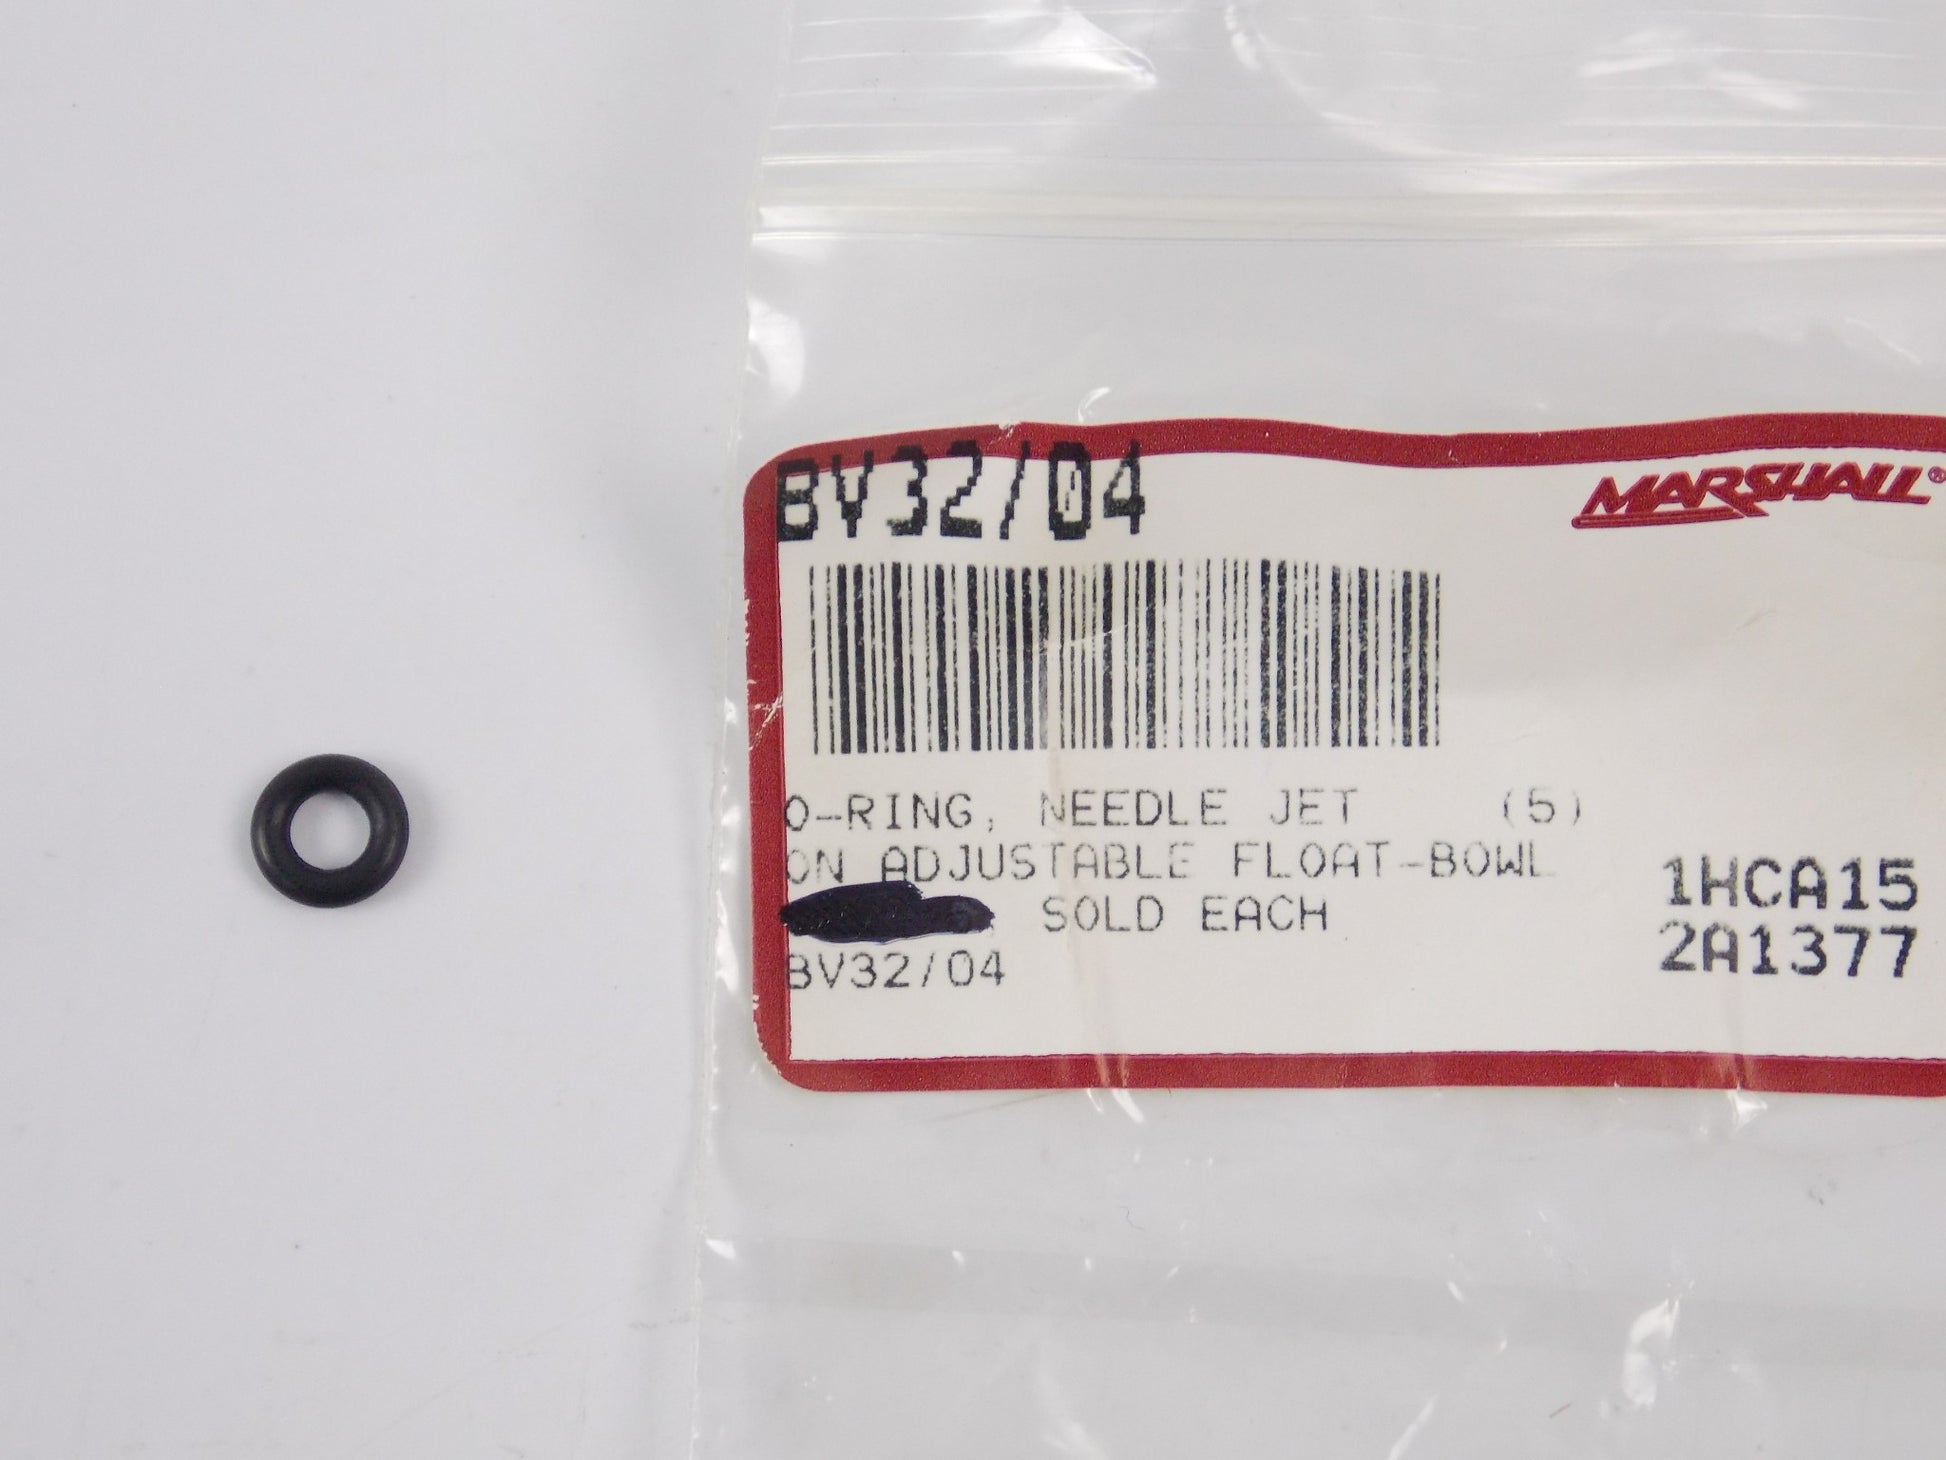 BV32/04
MARSHALL®
O-RING, NEEDLE JET (5)
ON ADJUSTABLE FLOAT-BOWL
SOLD EACH
BV32/04
1HCA15
2A1377